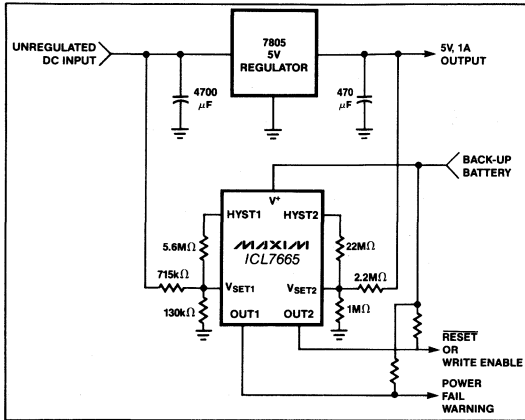 UNREGULATED
DC INPUT
7805
5V
REGULATOR
5V, 1A
OUTPUT
4700
µF
470
µF
BACK-UP
BATTERY
V+
HYST1
HYST2
5.6MΩ
MAXIM
ICL7665
22MΩ
715kΩ
2.2MΩ
VSET1
VSET2
130kΩ
1MΩ
OUT1
OUT2
RESET
OR
WRITE ENABLE
POWER
FAIL
WARNING